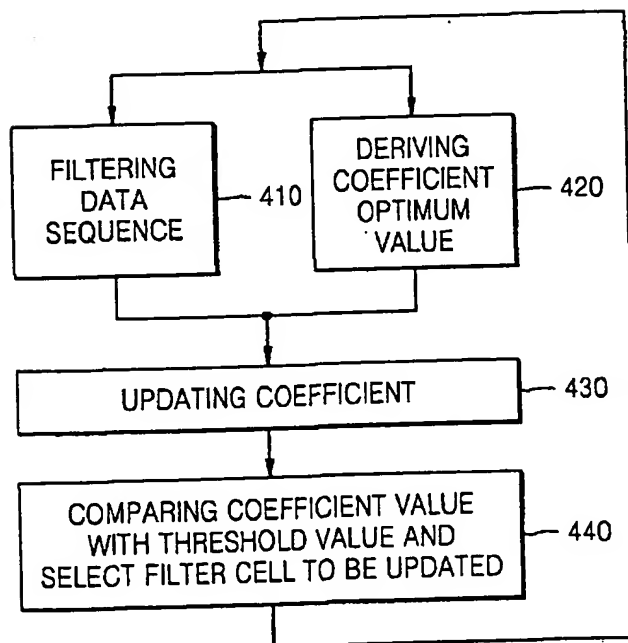 FILTERING
DATA
SEQUENCE
410
DERIVING
COEFFICIENT
OPTIMUM
VALUE
420
UPDATING COEFFICIENT
430
COMPARING COEFFICIENT VALUE
WITH THRESHOLD VALUE AND
SELECT FILTER CELL TO BE UPDATED
440